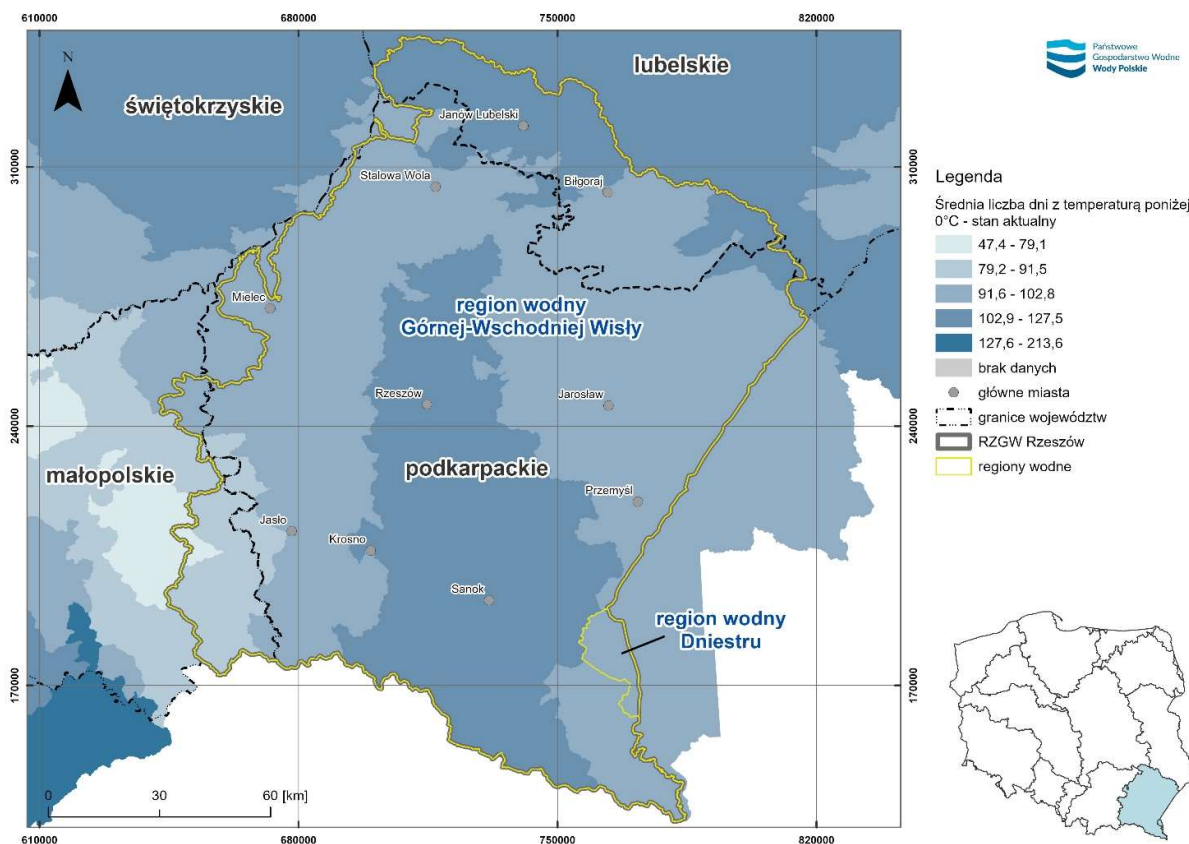 610000
680000
750000
820000
N
lubelskie
świętokrzyskie
Janów Lubelski
310000
310000
Stalowa Wola
Biłgoraj
Mielec
region wodny
Górnej-Wschodniej Wisły
Rzeszów
Jarosław
240000
240000
małopolskie
podkarpackie
Przemyśl
Jasło
Krosno
Sanok
region wodny
Dniestru
170000
170000
0 30 60 [km]
610000
680000
750000
820000
Państwowe
Gospodarstwo Wodne
Wody Polskie
Legenda
Średnia liczba dni z temperaturą poniżej
0°C - stan aktualny
47,4 - 79,1
79,2 - 91,5
91,6 - 102,8
102,9 - 127,5
127,6 - 213,6
brak danych
główne miasta
granice województw
RZGW Rzeszów
regiony wodne